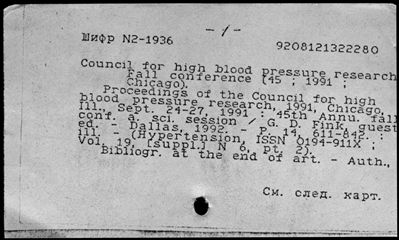 - 1 -
Шифр N2-1936
9208121322280
Council for high blood pressure research
Fall conference (45 ; 1991 ;
Chicago).
Proceedings of the Council for high
blood pressure research, 1991, Chicago,
Ill., Sept. 24-27, 1991 : 45th Annu. fall
conf. a. sci. session / G. D. Fink, guest
ed. - Dallas, 1992. - P. 14, 611-842. :
ill. - (Hypertension, ISSN 0194-911X ;
Vol. 19, [suppl.] N 6, pt. 2).
Bibliogr. at the end of art. - Auth.,
См. след. карт.